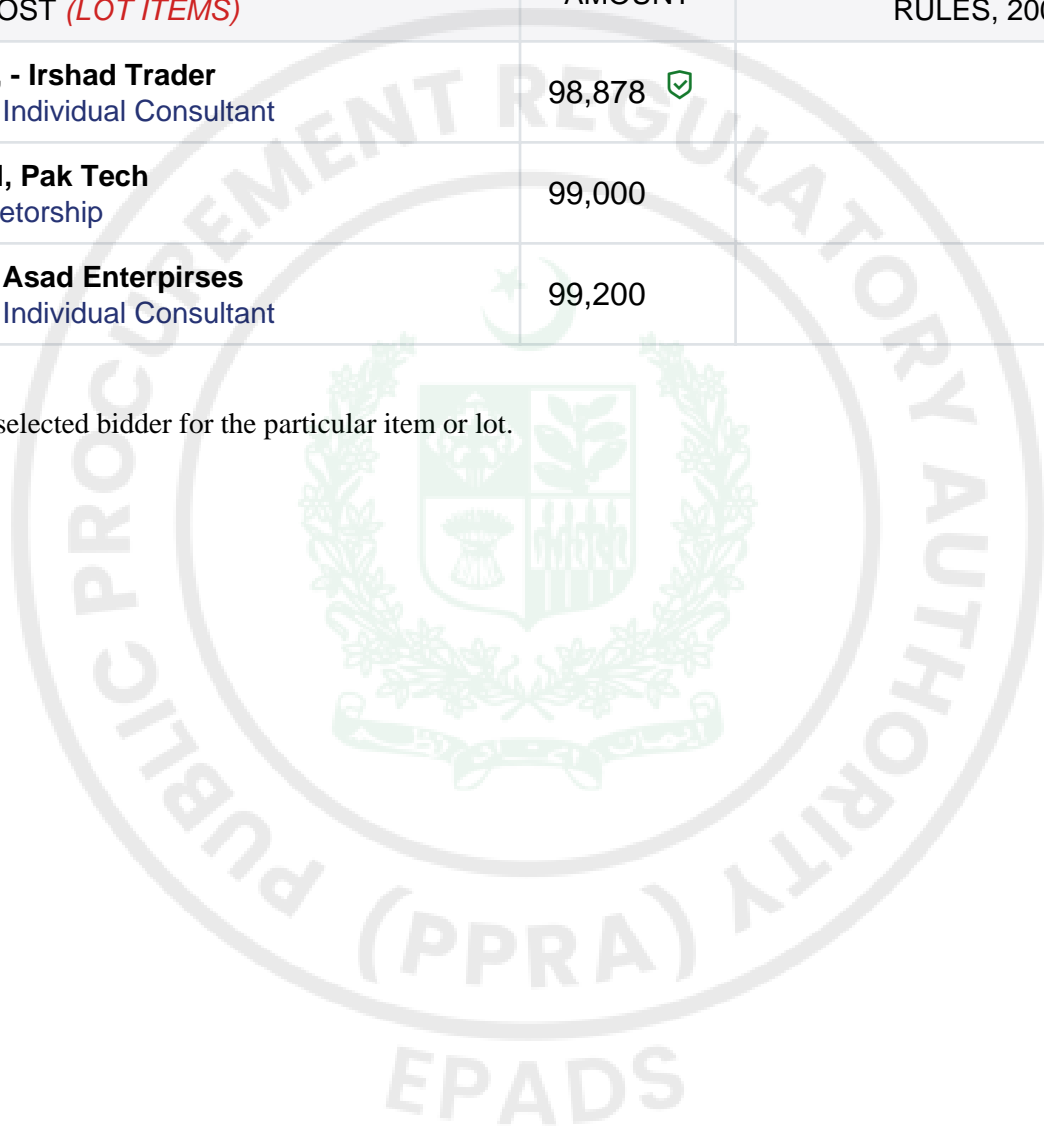 OST (LOT ITEMS)
AMOUNT
RULES, 200
, - Irshad Trader
Individual Consultant
98,878
, Pak Tech
etorship
99,000
Asad Enterpirses
Individual Consultant
99,200
selected bidder for the particular item or lot.
PUBLIC PROCUREMENT REGULATORY AUTHORITY
(PPRA)
EPADS